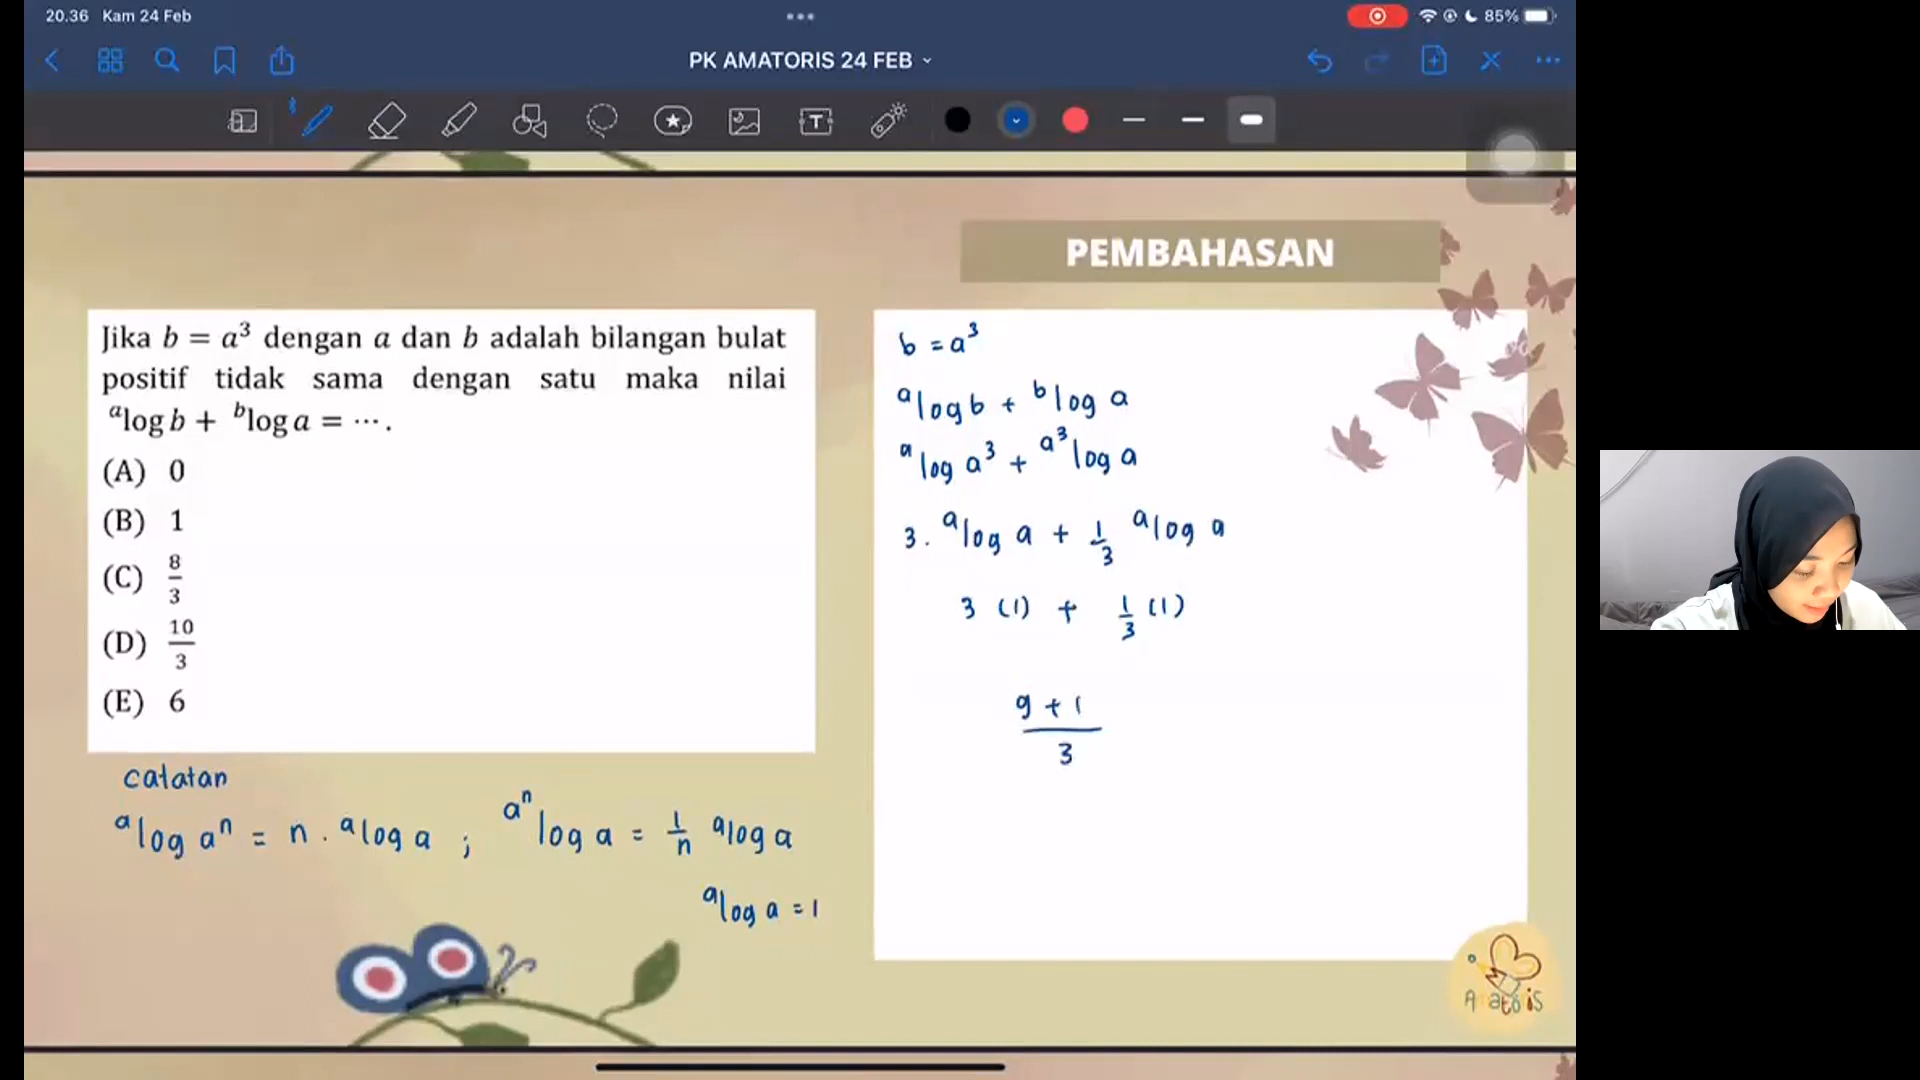 20.36 Kam 24 Feb
85%
PK AMATORIS 24 FEB
T
PEMBAHASAN
Jika b = a³ dengan a dan b adalah bilangan bulat
positif tidak sama dengan satu maka nilai
ᵃlog b + ᵇlog a = ⋯ .
(A) 0
(B) 1
(C) 8/3
(D) 10/3
(E) 6
catatan
ᵃlog aⁿ = n . ᵃlog a ; aⁿlog a = 1/n ᵃlog a
ᵃlog a = 1
b = a³
ᵃlog b + ᵇlog a
ᵃlog a³ + a³log a
3 . ᵃlog a + 1/3 ᵃlog a
3 (1) + 1/3 (1)
9 + 1
3